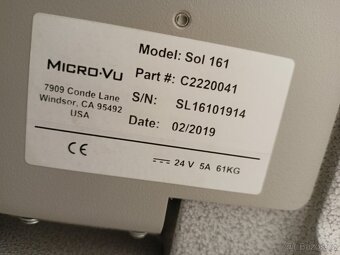 Model: Sol 161
MICRO·VU
Part #: C2220041
7909 Conde Lane
Windsor, CA 95492
USA
S/N: SL16101914
Date: 02/2019
CE
24 V 5A 61KG